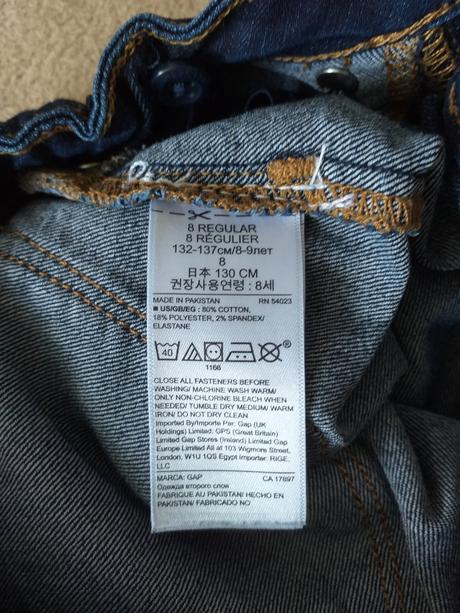 8 REGULAR
8 RÉGULIER
132-137см/8-9лет
8
日本 130 CM
권장사용연령 : 8세
MADE IN PAKISTAN RN 54023
■ US/GB/EG : 80% COTTON,
18% POLYESTER, 2% SPANDEX/
ELASTANE
40
1166
CLOSE ALL FASTENERS BEFORE
WASHING/ MACHINE WASH WARM/
ONLY NON-CHLORINE BLEACH WHEN
NEEDED/ TUMBLE DRY MEDIUM/ WARM
IRON/ DO NOT DRY CLEAN
Imported By/Importe Par: Gap (UK
Holdings) Limited: GPS (Great Britain)
Limited Gap Stores (Ireland) Limited Gap
Europe Limited All at 103 Wigmore Street,
London, W1U 1QS Egypt Importer: RIGE,
LLC
MARCA: GAP CA 17897
Одежда второго слоя
FABRIQUE AU PAKISTAN/ HECHO EN
PAKISTAN/ FABRICADO NO